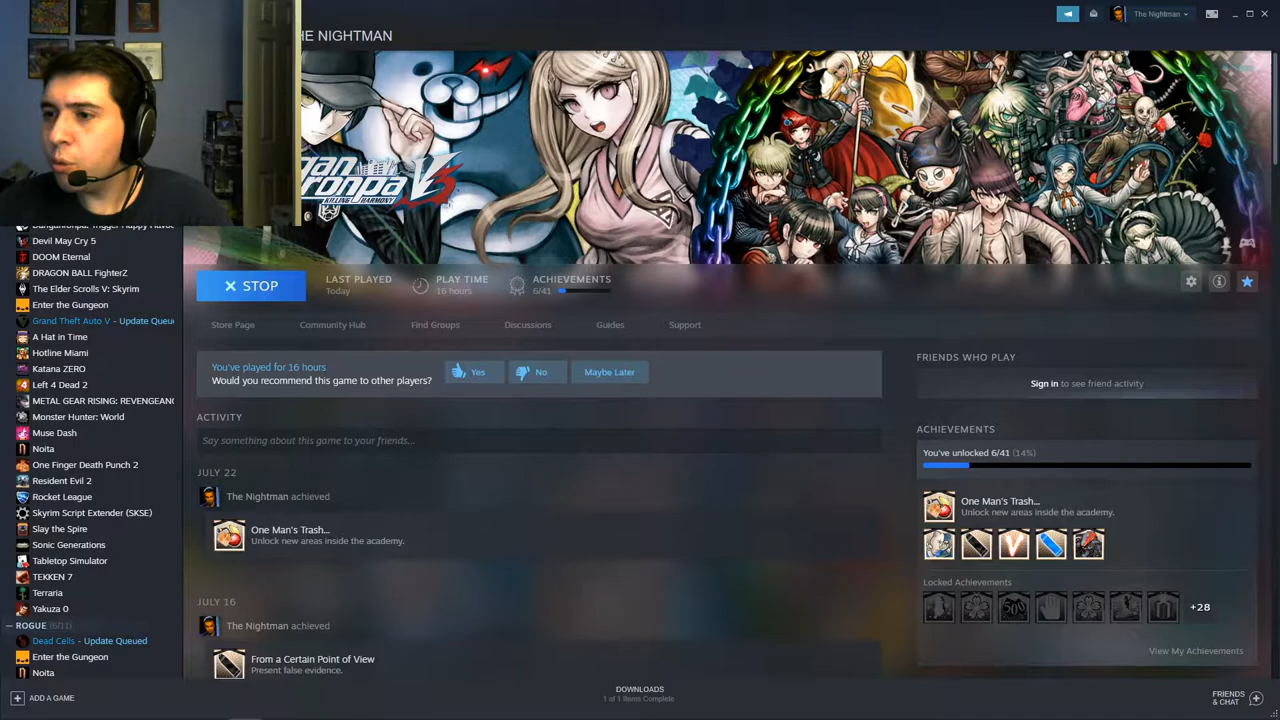 The Nightman
HE NIGHTMAN
KILLING HARMONY
Devil May Cry 5
DOOM Eternal
DRAGON BALL FighterZ
The Elder Scrolls V: Skyrim
Enter the Gungeon
Grand Theft Auto V - Update Queu
A Hat in Time
Hotline Miami
Katana ZERO
Left 4 Dead 2
METAL GEAR RISING: REVENGEANC
Monster Hunter: World
Muse Dash
Noita
One Finger Death Punch 2
Resident Evil 2
Rocket League
Skyrim Script Extender (SKSE)
Slay the Spire
Sonic Generations
Tabletop Simulator
TEKKEN 7
Terraria
Yakuza 0
ROGUE (6/11)
Dead Cells - Update Queued
Enter the Gungeon
Noita
ADD A GAME
STOP
LAST PLAYED
Today
PLAY TIME
16 hours
ACHIEVEMENTS
6/41
Store Page
Community Hub
Find Groups
Discussions
Guides
Support
You've played for 16 hours
Would you recommend this game to other players?
Yes
No
Maybe Later
ACTIVITY
Say something about this game to your friends...
JULY 22
The Nightman achieved
One Man's Trash...
Unlock new areas inside the academy.
JULY 16
The Nightman achieved
From a Certain Point of View
Present false evidence.
FRIENDS WHO PLAY
Sign in to see friend activity
ACHIEVEMENTS
You've unlocked 6/41 (14%)
One Man's Trash...
Unlock new areas inside the academy.
Locked Achievements
500
+28
View My Achievements
DOWNLOADS
1 of 1 Items Complete
FRIENDS
& CHAT